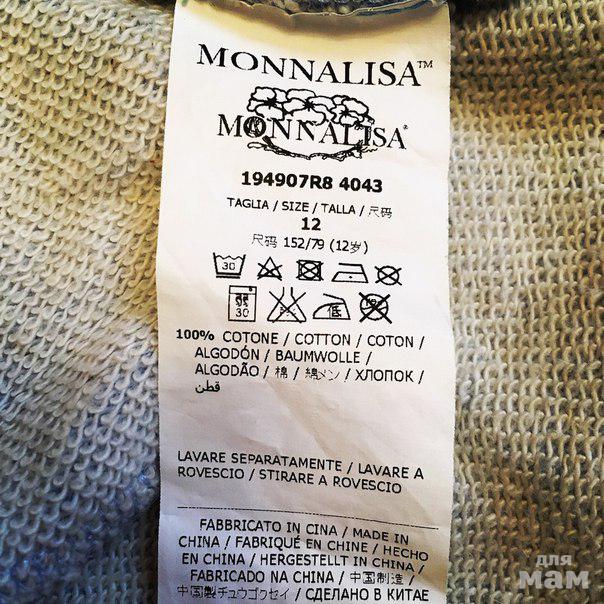 MONNALISA™
MONNALISA®
194907R8 4043
TAGLIA / SIZE / TALLA / 尺码
12
尺码 152/79 (12岁)
30
30 低
100% COTONE / COTTON / COTON /
ALGODÓN / BAUMWOLLE /
ALGODÃO / 棉 / 綿メン / ХЛОПОК /
قطن
LAVARE SEPARATAMENTE / LAVARE A
ROVESCIO / STIRARE A ROVESCIO
FABBRICATO IN CINA / MADE IN
CHINA / FABRIQUÉ EN CHINE / HECHO
EN CHINA / HERGESTELLT IN CHINA /
FABRICADO NA CHINA / 中国制造 /
中国製チュウゴクセイ / СДЕЛАНО В КИТАЕ
для
мам